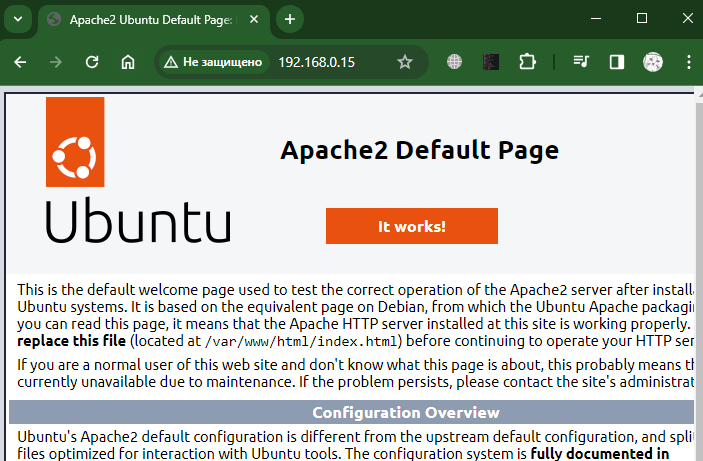 Apache2 Ubuntu Default Page:
Не защищено 192.168.0.15
Apache2 Default Page
Ubuntu
It works!
This is the default welcome page used to test the correct operation of the Apache2 server after
Ubuntu systems. It is based on the equivalent page on Debian, from which the Ubuntu Apache
you can read this page, it means that the Apache HTTP server installed at this site is working properly.
replace this file (located at /var/www/html/index.html) before continuing to operate your HTTP
If you are a normal user of this web site and don't know what this page is about, this probably means
currently unavailable due to maintenance. If the problem persists, please contact the site's
Configuration Overview
Ubuntu's Apache2 default configuration is different from the upstream default configuration, and
files optimized for interaction with Ubuntu tools. The configuration system is fully documented in